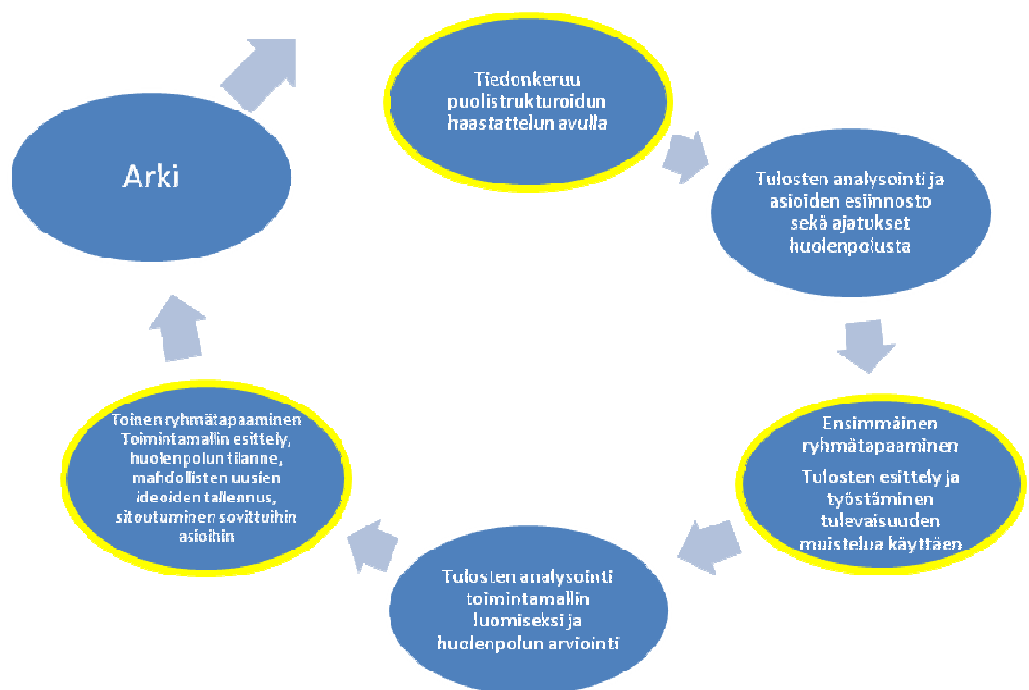 Arki
Tiedonkeruu
puolistrukturoidun
haastattelun avulla
Tulosten analysointi ja
asioiden esiinnosto
sekä ajatukset
huolenpolusta
Ensimmäinen
ryhmätapaaminen
Tulosten esittely ja
työstäminen
tulevaisuuden
muistelua käyttäen
Tulosten analysointi
toimintamallin
luomiseksi ja
huolenpolun arviointi
Toinen ryhmätapaaminen
Toimintamallin esittely,
huolenpolun tilanne,
mahdollisten uusien
ideoiden tallennus,
sitoutuminen sovittuihin
asioihin